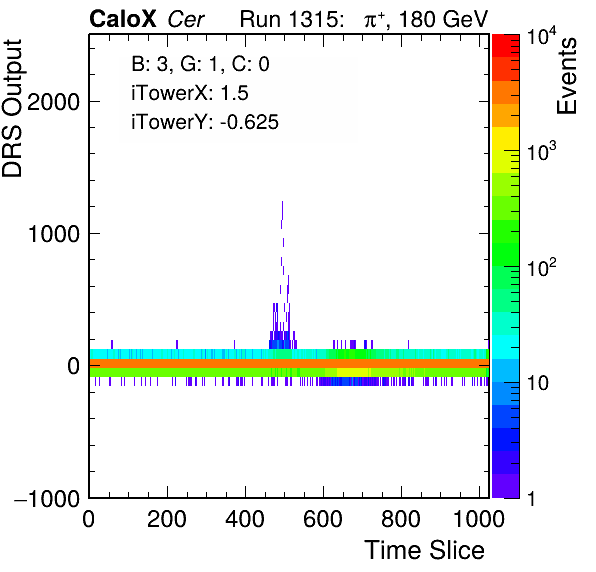 CaloX Cer Run 1315: π⁺, 180 GeV
B: 3, G: 1, C: 0
iTowerX: 1.5
iTowerY: -0.625
DRS Output
2000
1000
0
−1000
0 200 400 600 800 1000
Time Slice
Events
10⁴
10³
10²
10
1